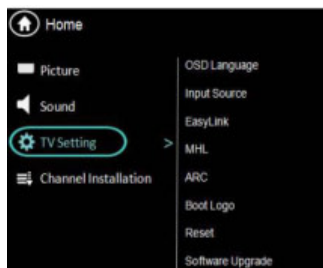 Home
Picture
Sound
TV Setting >
Channel Installation
OSD Language
Input Source
EasyLink
MHL
ARC
Boot Logo
Reset
Software Upgrade